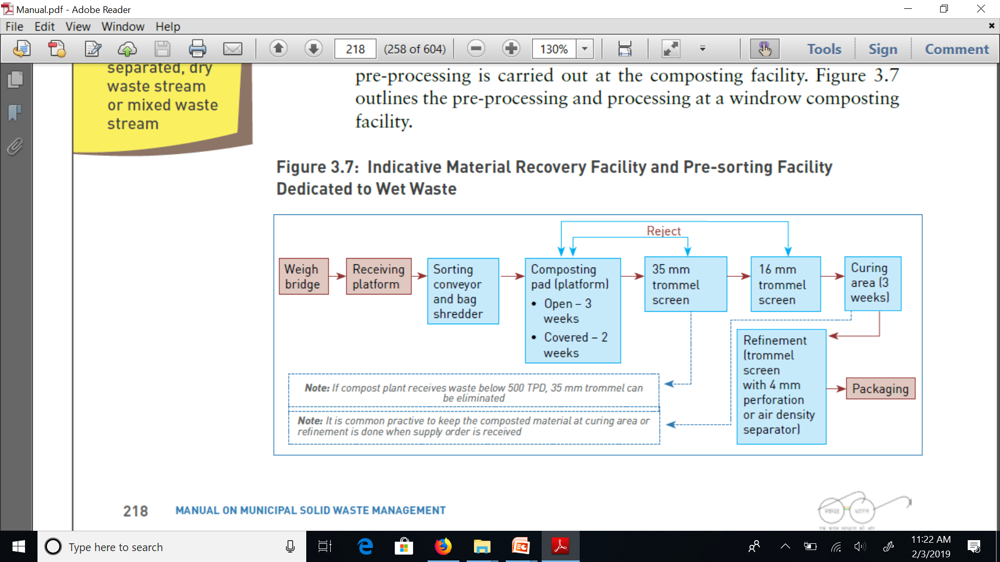 Manual.pdf - Adobe Reader
File Edit View Window Help
218 (258 of 604) 130% Tools Sign Comment
separated, dry
waste stream
or mixed waste
stream
pre-processing is carried out at the composting facility. Figure 3.7
outlines the pre-processing and processing at a windrow composting
facility.
Figure 3.7: Indicative Material Recovery Facility and Pre-sorting Facility
Dedicated to Wet Waste
Reject
Weigh
bridge
Receiving
platform
Sorting
conveyor
and bag
shredder
Composting
pad (platform)
• Open – 3
weeks
• Covered – 2
weeks
35 mm
trommel
screen
16 mm
trommel
screen
Curing
area (3
weeks)
Refinement
(trommel
screen
with 4 mm
perforation
or air density
separator)
Packaging
Note: If compost plant receives waste below 500 TPD, 35 mm trommel can
be eliminated
Note: It is common practive to keep the composted material at curing area or
refinement is done when supply order is received
218 MANUAL ON MUNICIPAL SOLID WASTE MANAGEMENT
स्वच्छ भारत
Type here to search
11:22 AM
2/3/2019